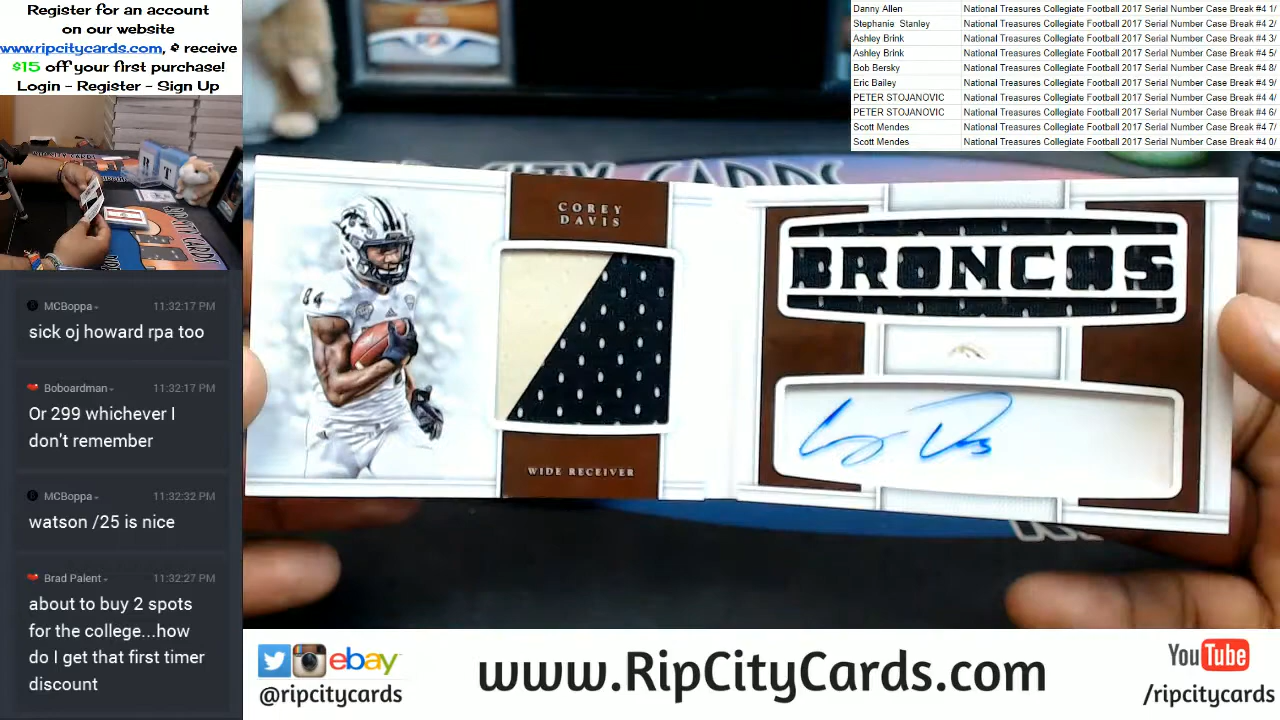 Register for an account
on our website
www.ripcitycards.com, & receive
$15 off your first purchase!
Login - Register - Sign Up
MCBoppa 11:32:17 PM
sick oj howard rpa too
Boboardman 11:32:17 PM
Or 299 whichever I
don't remember
MCBoppa 11:32:32 PM
watson /25 is nice
Brad Palent 11:32:27 PM
about to buy 2 spots
for the college...how
do I get that first timer
discount
Danny Allen National Treasures Collegiate Football 2017 Serial Number Case Break #4 1/
Stephanie Stanley National Treasures Collegiate Football 2017 Serial Number Case Break #4 2/
Ashley Brink National Treasures Collegiate Football 2017 Serial Number Case Break #4 3/
Ashley Brink National Treasures Collegiate Football 2017 Serial Number Case Break #4 5/
Bob Bersky National Treasures Collegiate Football 2017 Serial Number Case Break #4 8/
Eric Bailey National Treasures Collegiate Football 2017 Serial Number Case Break #4 9/
PETER STOJANOVIC National Treasures Collegiate Football 2017 Serial Number Case Break #4 4/
PETER STOJANOVIC National Treasures Collegiate Football 2017 Serial Number Case Break #4 6/
Scott Mendes National Treasures Collegiate Football 2017 Serial Number Case Break #4 7/
Scott Mendes National Treasures Collegiate Football 2017 Serial Number Case Break #4 0/
CITY CARDS
COREY
DAVIS
84
WIDE RECEIVER
BRONCOS
ebay
@ripcitycards
www.RipCityCards.com
YouTube
/ripcitycards